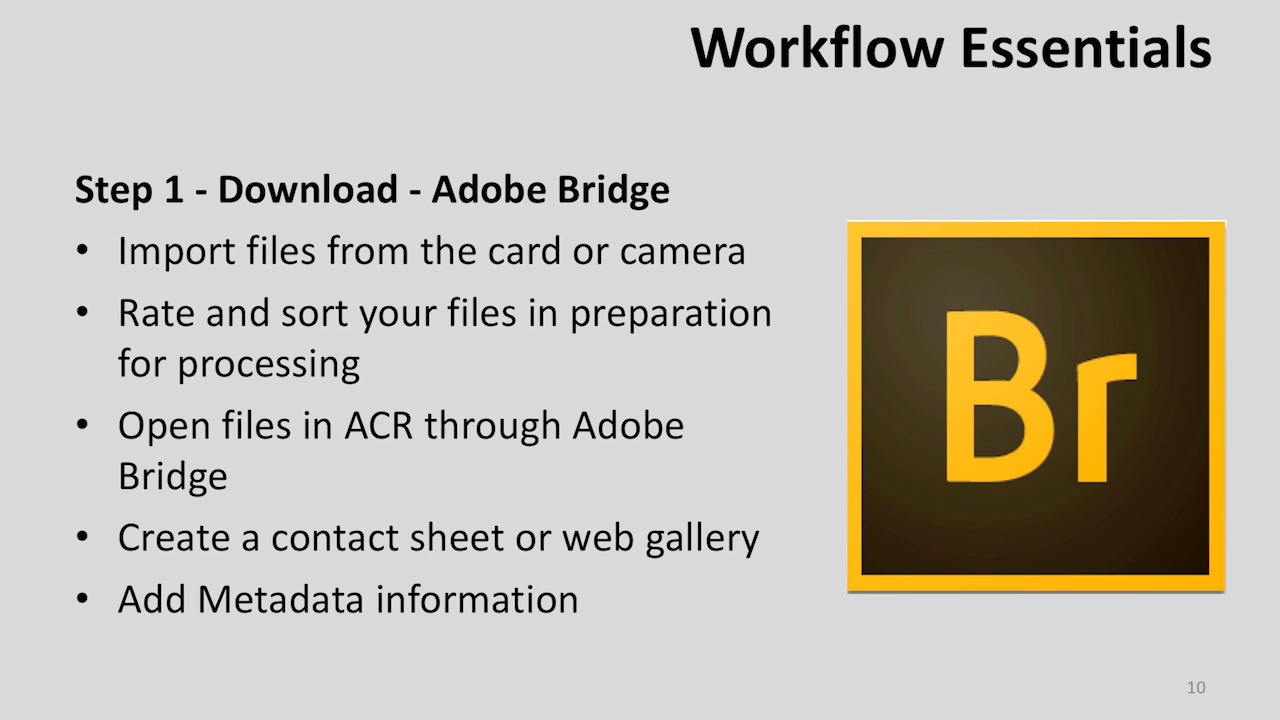 Workflow Essentials
Step 1 - Download - Adobe Bridge
• Import files from the card or camera
• Rate and sort your files in preparation
for processing
• Open files in ACR through Adobe
Bridge
• Create a contact sheet or web gallery
• Add Metadata information
Br
10